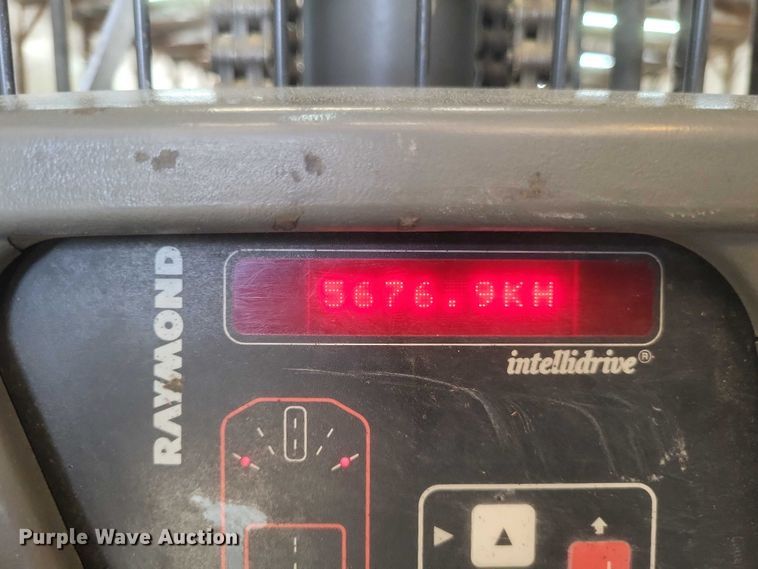 5676.9KH
RAYMOND
intellidrive®
Purple Wave Auction